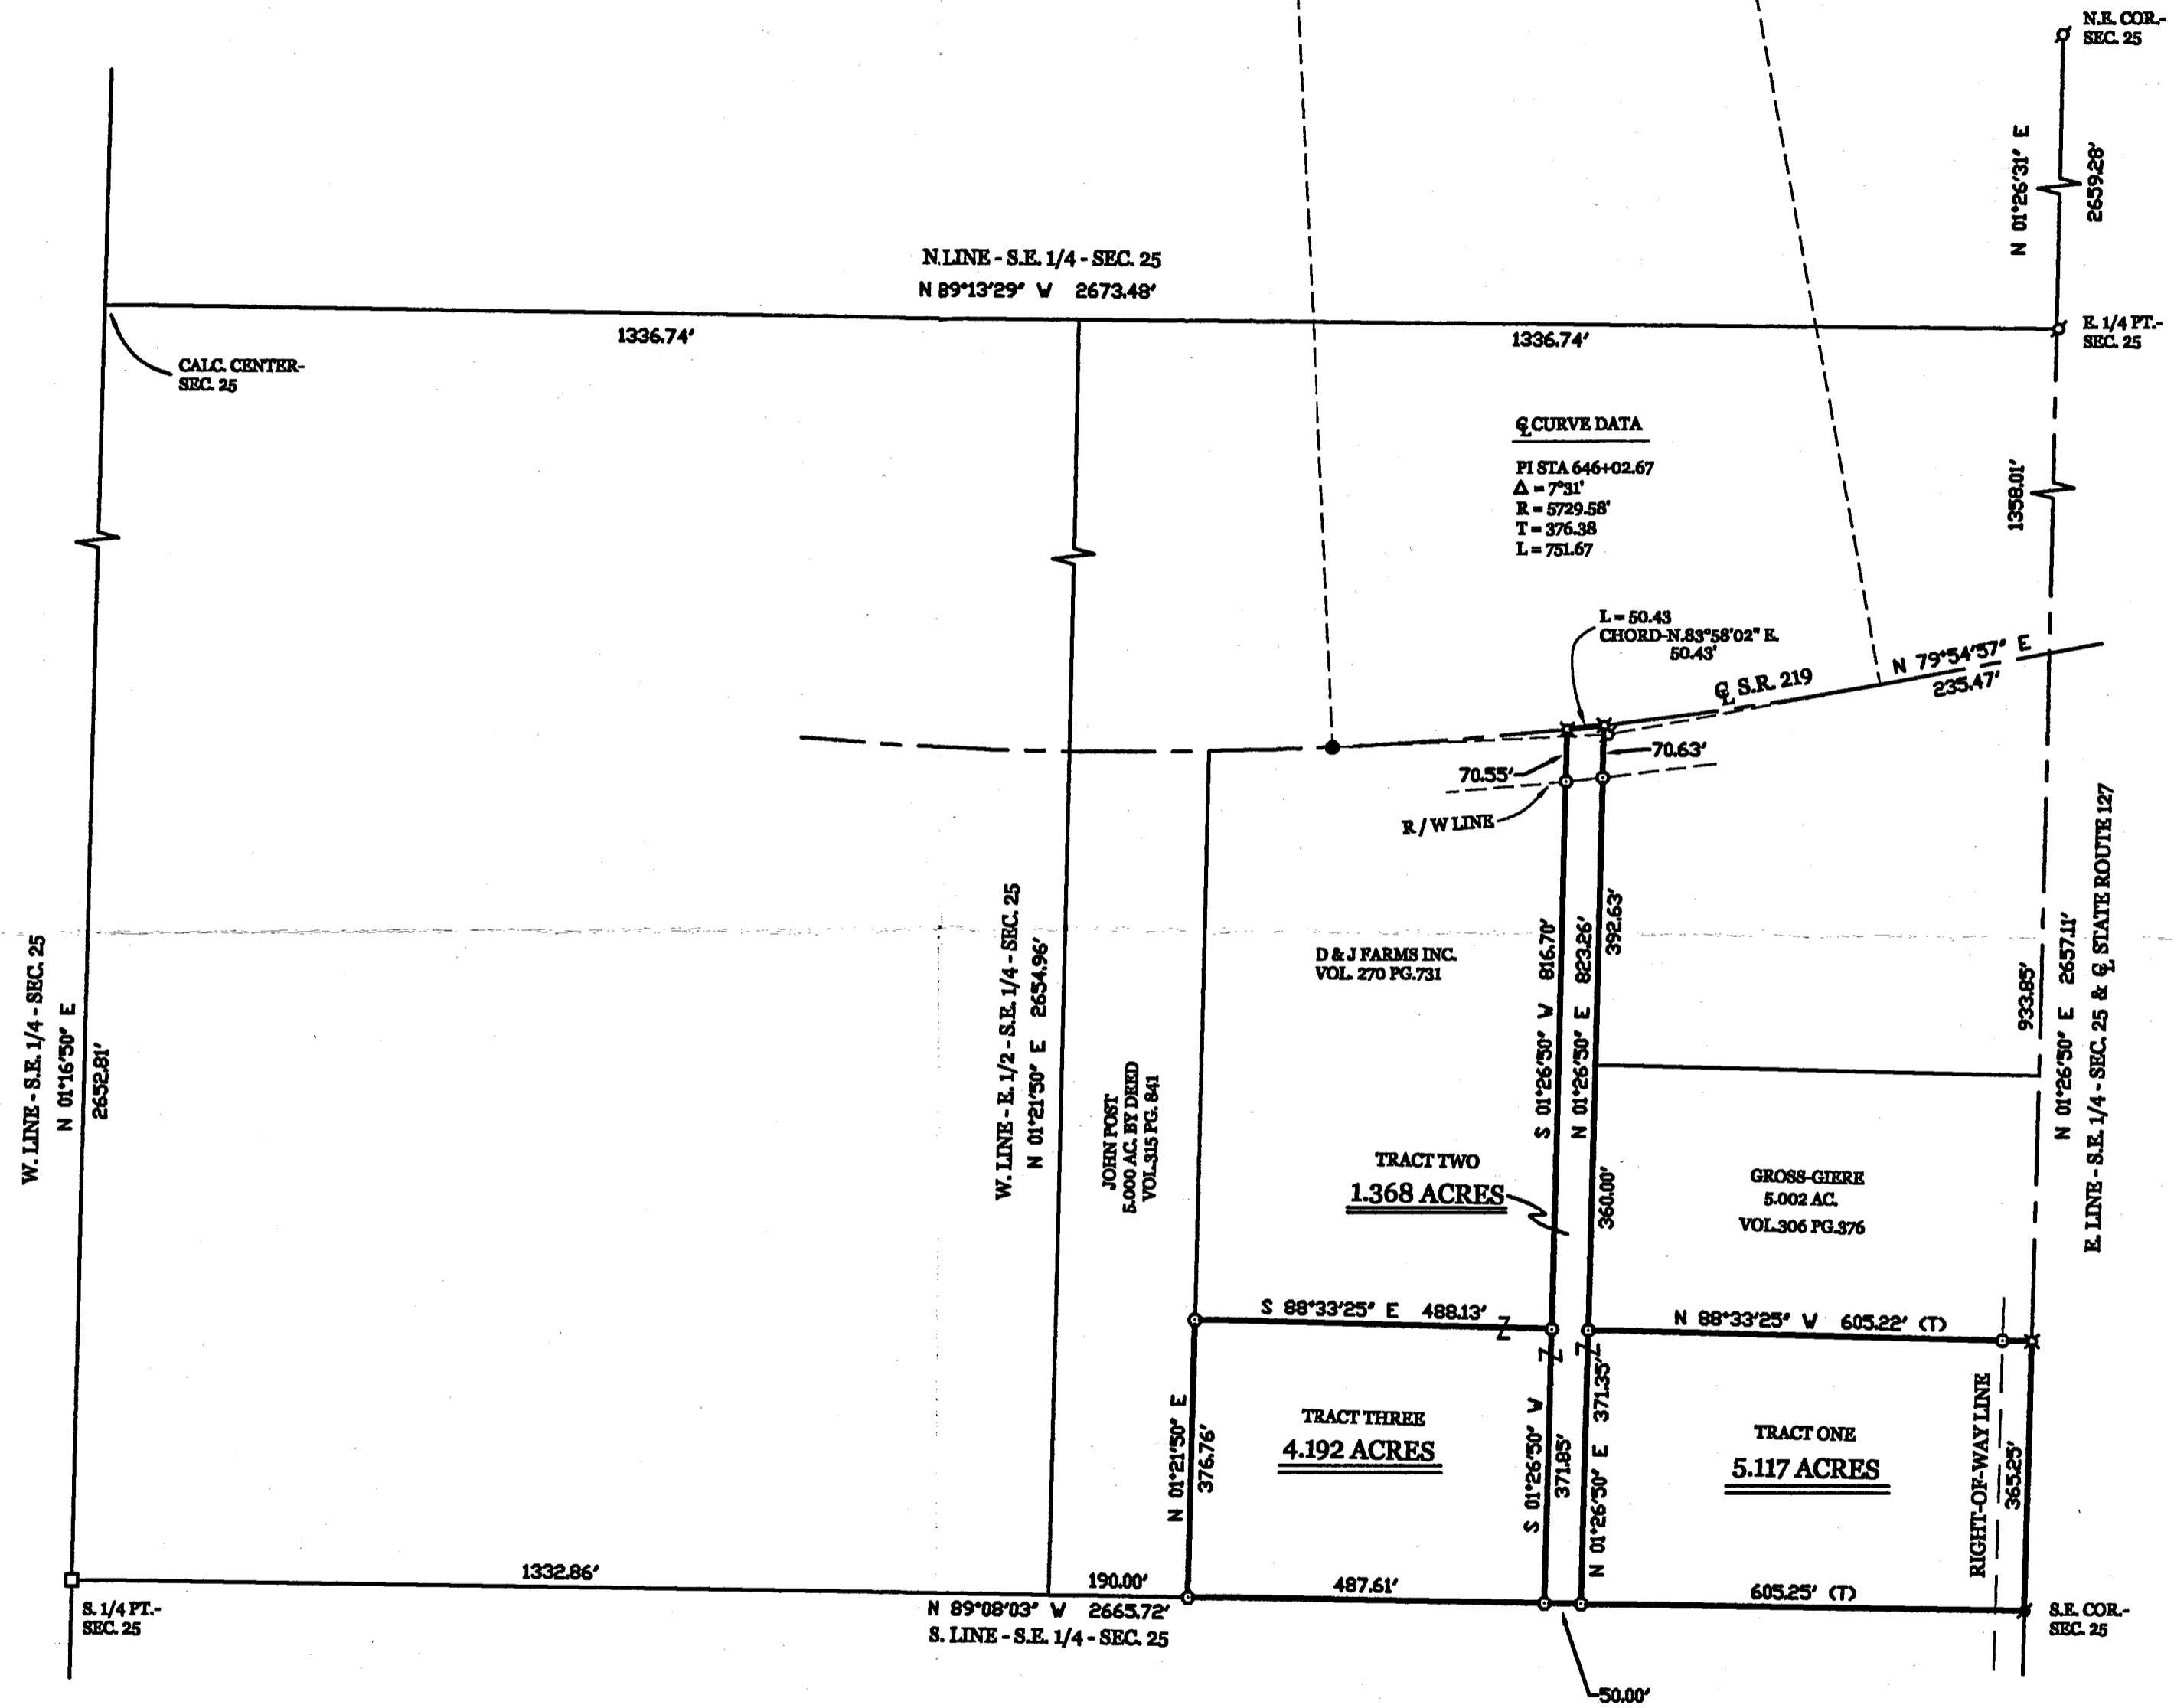 N.E. COR.-
SEC. 25
N 01°26'31" E
2659.28'
N. LINE - S.E. 1/4 - SEC. 25
N 89°13'29" W 2673.48'
1336.74'
1336.74'
E. 1/4 PT.-
SEC. 25
CALC. CENTER-
SEC. 25
℄ CURVE DATA
PI STA 646+02.67
Δ = 7°31'
R = 5729.58'
T = 376.38
L = 751.67
1358.01'
L = 50.43
CHORD-N.83°58'02" E.
50.43'
℄ S.R. 219
N 79°54'57" E
235.47'
70.55'
70.63'
R / W LINE
W. LINE - S.E. 1/4 - SEC. 25
N 01°16'50" E
2652.81'
W. LINE - E. 1/2 - S.E. 1/4 - SEC. 25
N 01°21'50" E 2654.96'
JOHN POST
5.000 AC. BY DEED
VOL.315 PG. 841
D & J FARMS INC.
VOL. 270 PG.731
S 01°26'50" W 816.70'
N 01°26'50" E 823.26'
392.63'
360.00'
933.85'
N 01°26'50" E 2657.11'
E. LINE - S.E. 1/4 - SEC. 25 & ℄ STATE ROUTE 127
TRACT TWO
1.368 ACRES
GROSS-GIERE
5.002 AC.
VOL.306 PG.376
S 88°33'25" E 488.13'
N 88°33'25" W 605.22' (T)
N 01°21'50" E
376.76'
TRACT THREE
4.192 ACRES
S 01°26'50" W
371.85'
N 01°26'50" E 371.35'
TRACT ONE
5.117 ACRES
RIGHT-OF-WAY LINE
365.25'
1332.86'
190.00'
487.61'
605.25' (T)
S. 1/4 PT.-
SEC. 25
N 89°08'03" W 2665.72'
S. LINE - S.E. 1/4 - SEC. 25
S.E. COR.-
SEC. 25
50.00'